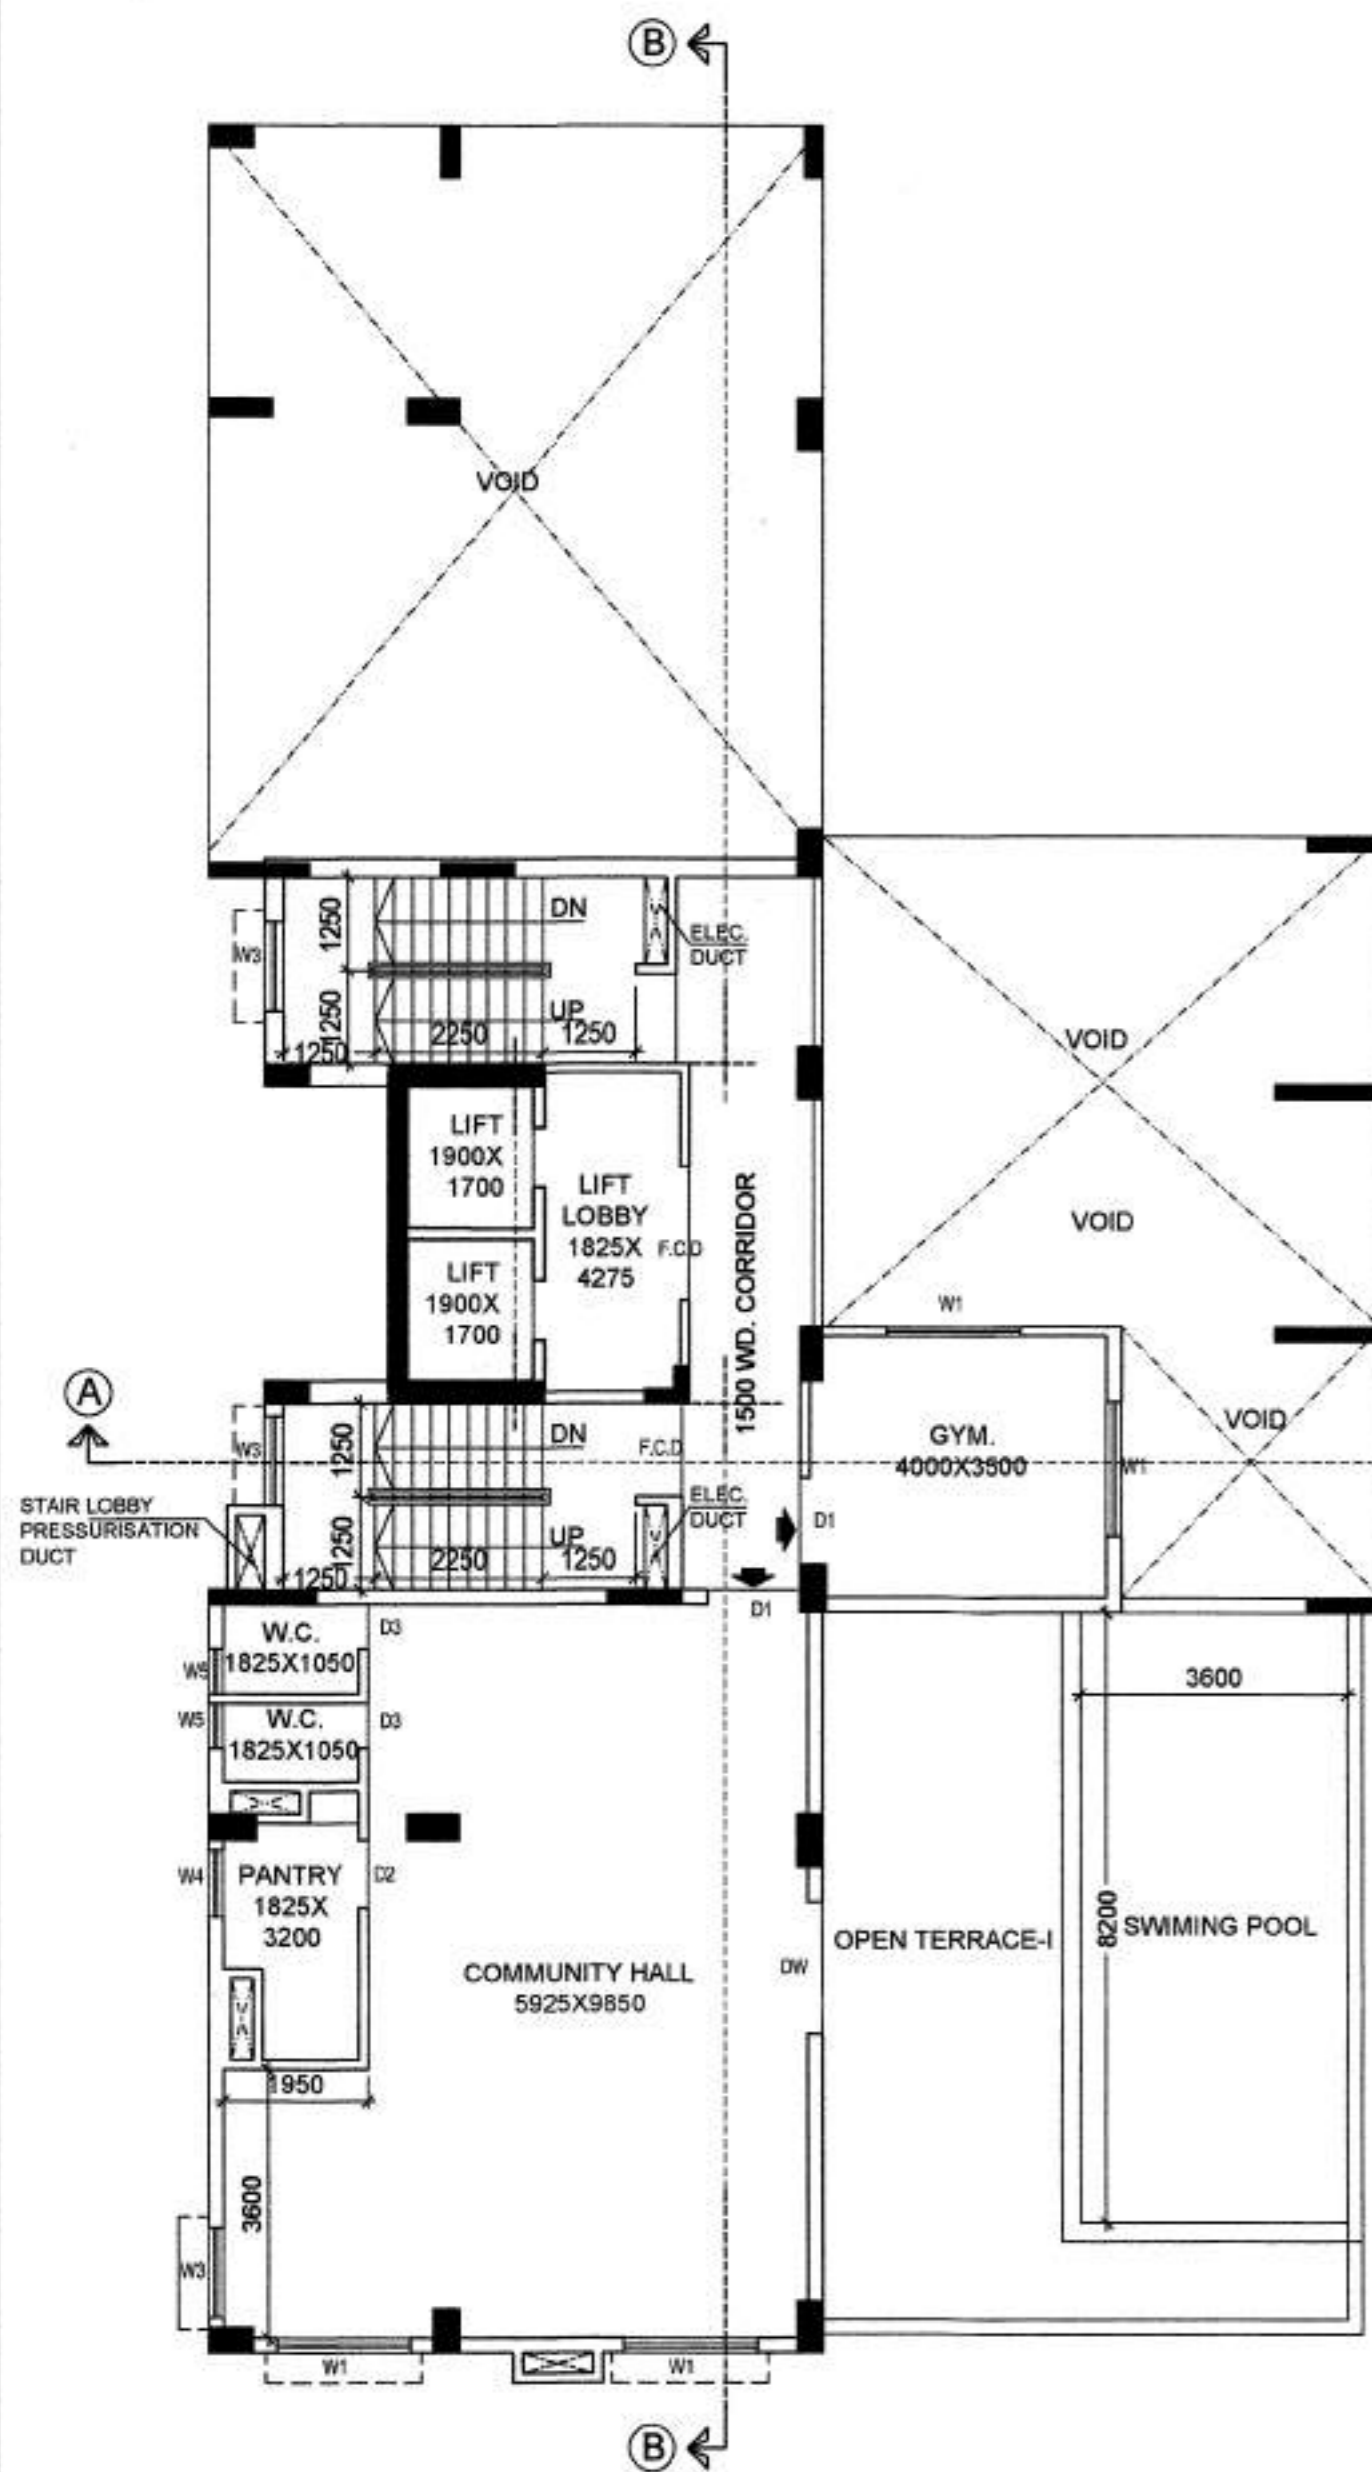 B
VOID
DN
1250
W3
ELEC.
DUCT
1250
UP
2250
1250
1250
VOID
LIFT
1900X
1700
LIFT
LOBBY
1825X
4275
F.C.D
1500 WD. CORRIDOR
VOID
LIFT
1900X
1700
W1
A
W3
1250
DN
F.C.D
GYM.
4000X3500
W1
VOID
STAIR LOBBY
PRESSURISATION
DUCT
ELEC.
DUCT
D1
1250
UP
2250
1250
1250
D1
W.C.
1825X1050
D3
W5
3600
W.C.
1825X1050
D3
W5
PANTRY
1825X
3200
W4
D2
8200
SWIMING POOL
OPEN TERRACE-I
COMMUNITY HALL
5925X9850
DW
1950
3600
W3
W1
W1
B